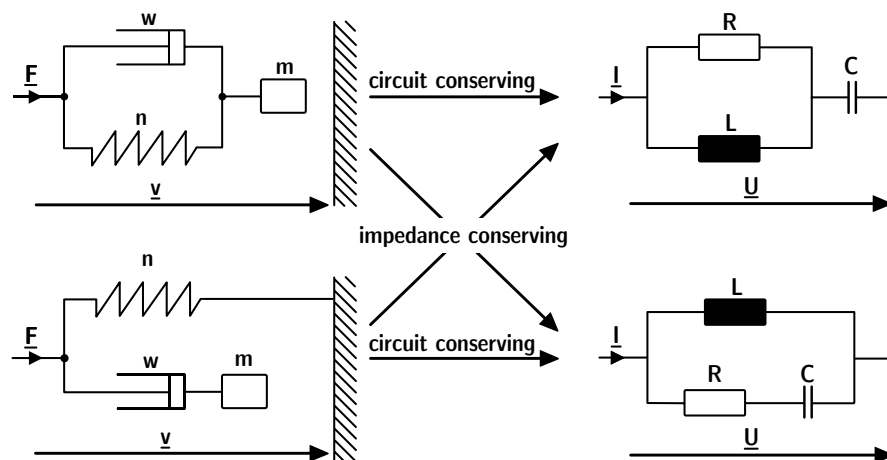 w
F
m
n
v
circuit conserving
R
I
C
L
U
impedance conserving
n
F
w
m
v
circuit conserving
L
I
R
C
U